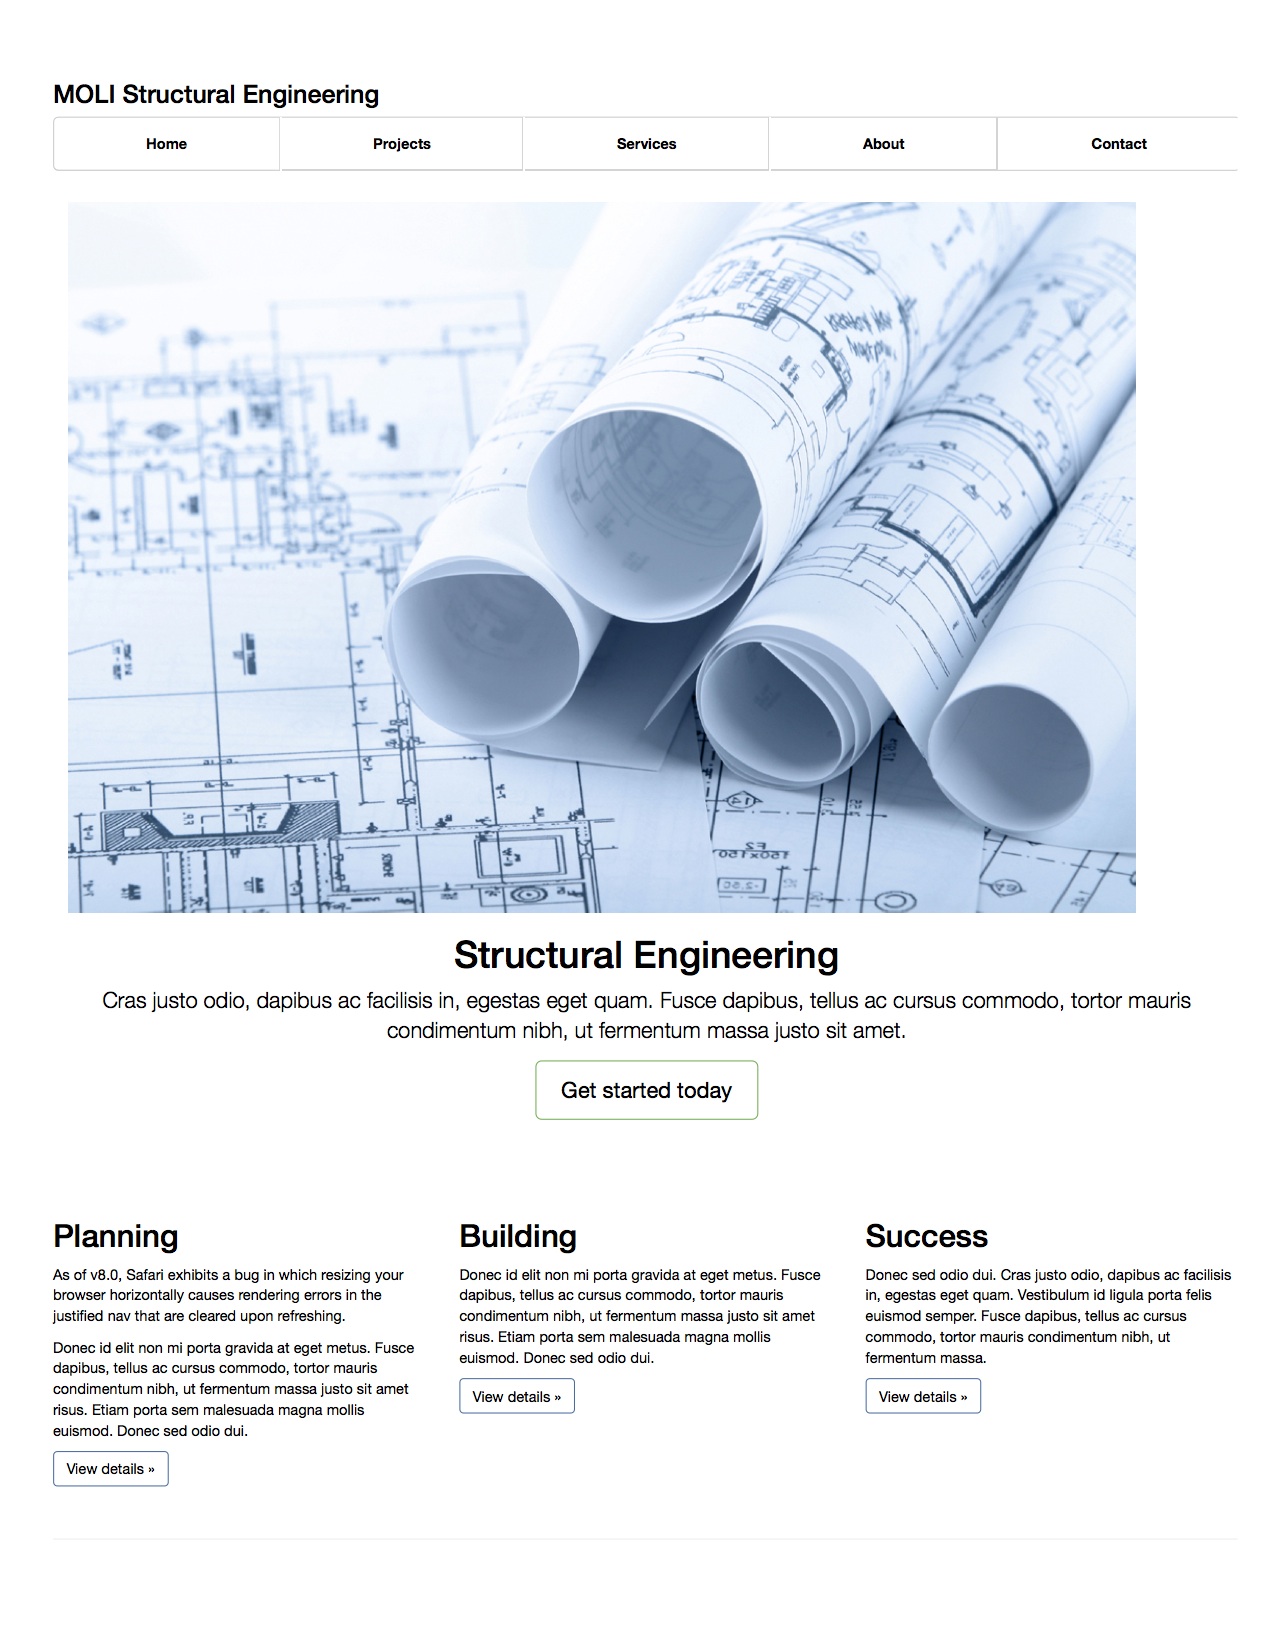 MOLI Structural Engineering
Home Projects Services About Contact
Structural Engineering
Cras justo odio, dapibus ac facilisis in, egestas eget quam. Fusce dapibus, tellus ac cursus commodo, tortor mauris
condimentum nibh, ut fermentum massa justo sit amet.
Get started today
Planning
As of v8.0, Safari exhibits a bug in which resizing your
browser horizontally causes rendering errors in the
justified nav that are cleared upon refreshing.
Donec id elit non mi porta gravida at eget metus. Fusce
dapibus, tellus ac cursus commodo, tortor mauris
condimentum nibh, ut fermentum massa justo sit amet
risus. Etiam porta sem malesuada magna mollis
euismod. Donec sed odio dui.
View details »
Building
Donec id elit non mi porta gravida at eget metus. Fusce
dapibus, tellus ac cursus commodo, tortor mauris
condimentum nibh, ut fermentum massa justo sit amet
risus. Etiam porta sem malesuada magna mollis
euismod. Donec sed odio dui.
View details »
Success
Donec sed odio dui. Cras justo odio, dapibus ac facilisis
in, egestas eget quam. Vestibulum id ligula porta felis
euismod semper. Fusce dapibus, tellus ac cursus
commodo, tortor mauris condimentum nibh, ut
fermentum massa.
View details »